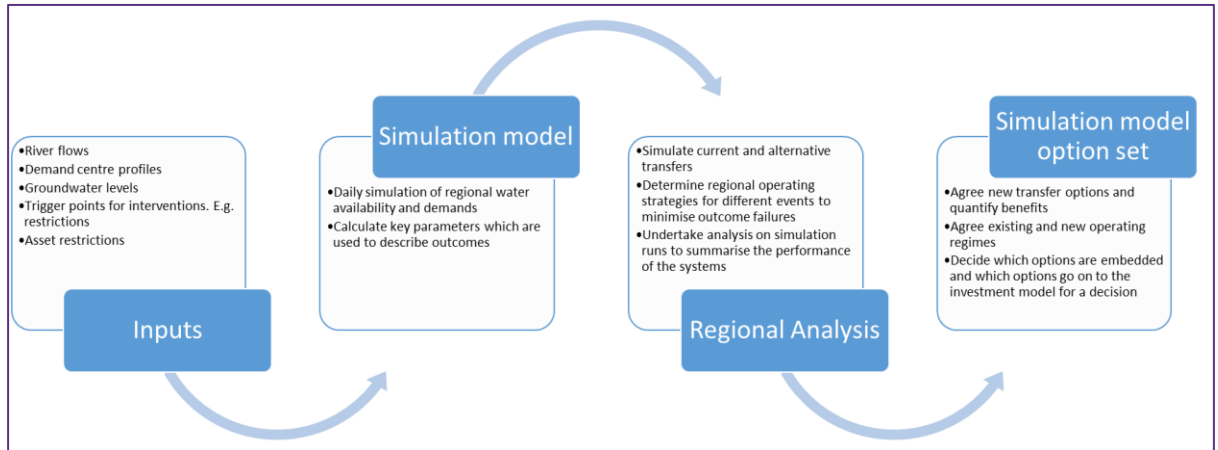 •River flows
•Demand centre profiles
•Groundwater levels
•Trigger points for interventions. E.g.
restrictions
•Asset restrictions
Inputs
Simulation model
•Daily simulation of regional water
availability and demands
•Calculate key parameters which are
used to describe outcomes
•Simulate current and alternative
transfers
•Determine regional operating
strategies for different events to
minimise outcome failures
•Undertake analysis on simulation
runs to summarise the performance
of the systems
Regional Analysis
Simulation model
option set
•Agree new transfer options and
quantify benefits
•Agree existing and new operating
regimes
•Decide which options are embedded
and which options go on to the
investment model for a decision